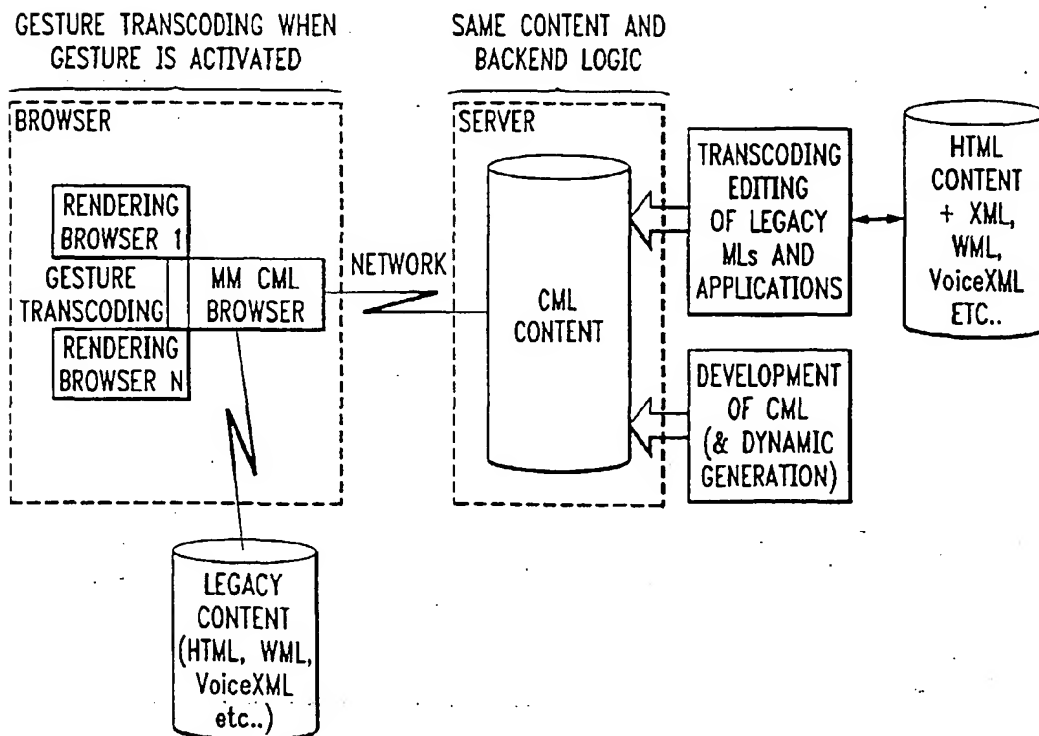 GESTURE TRANSCODING WHEN
GESTURE IS ACTIVATED
SAME CONTENT AND
BACKEND LOGIC
BROWSER
RENDERING
BROWSER 1
GESTURE
TRANSCODING
MM CML
BROWSER
RENDERING
BROWSER N
NETWORK
SERVER
CML
CONTENT
TRANSCODING
EDITING
OF LEGACY
MLs AND
APPLICATIONS
DEVELOPMENT
OF CML
(& DYNAMIC
GENERATION)
HTML
CONTENT
+ XML,
WML,
VoiceXML
ETC..
LEGACY
CONTENT
(HTML, WML,
VoiceXML
etc..)